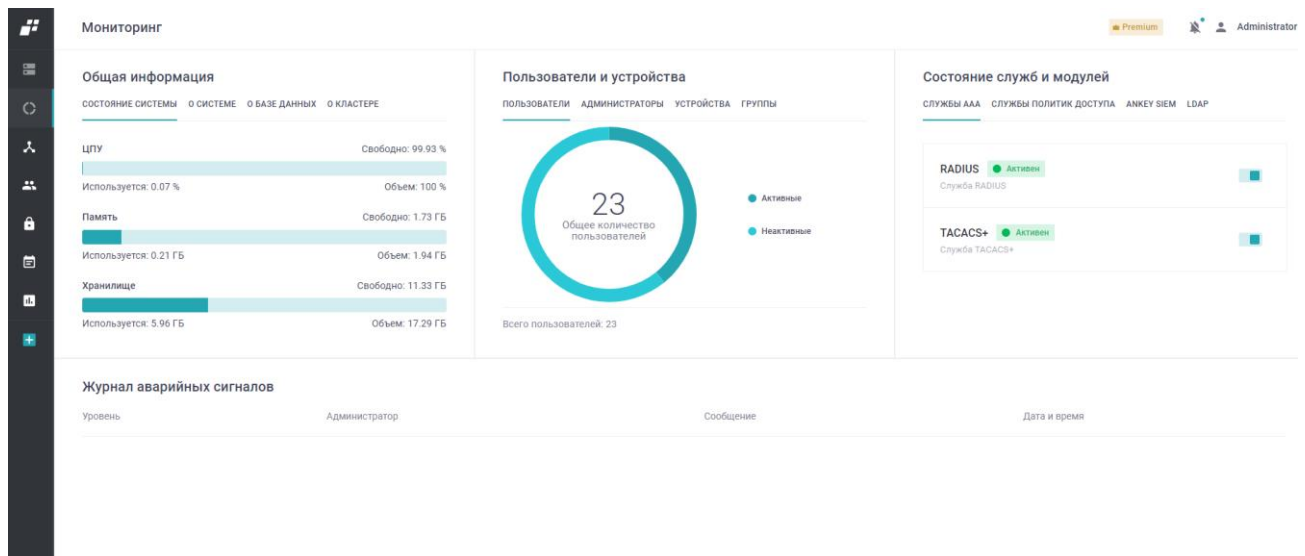 Мониторинг
Premium
Administrator
Общая информация
СОСТОЯНИЕ СИСТЕМЫ О СИСТЕМЕ О БАЗЕ ДАННЫХ О КЛАСТЕРЕ
ЦПУ Свободно: 99.93 %
Используется: 0.07 % Объем: 100 %
Память Свободно: 1.73 ГБ
Используется: 0.21 ГБ Объем: 1.94 ГБ
Хранилище Свободно: 11.33 ГБ
Используется: 5.96 ГБ Объем: 17.29 ГБ
Пользователи и устройства
ПОЛЬЗОВАТЕЛИ АДМИНИСТРАТОРЫ УСТРОЙСТВА ГРУППЫ
23
Общее количество
пользователей
Активные
Неактивные
Всего пользователей: 23
Состояние служб и модулей
СЛУЖБЫ AAA СЛУЖБЫ ПОЛИТИК ДОСТУПА ANKEY SIEM LDAP
RADIUS Активен
Служба RADIUS
TACACS+ Активен
Служба TACACS+
Журнал аварийных сигналов
Уровень Администратор Сообщение Дата и время